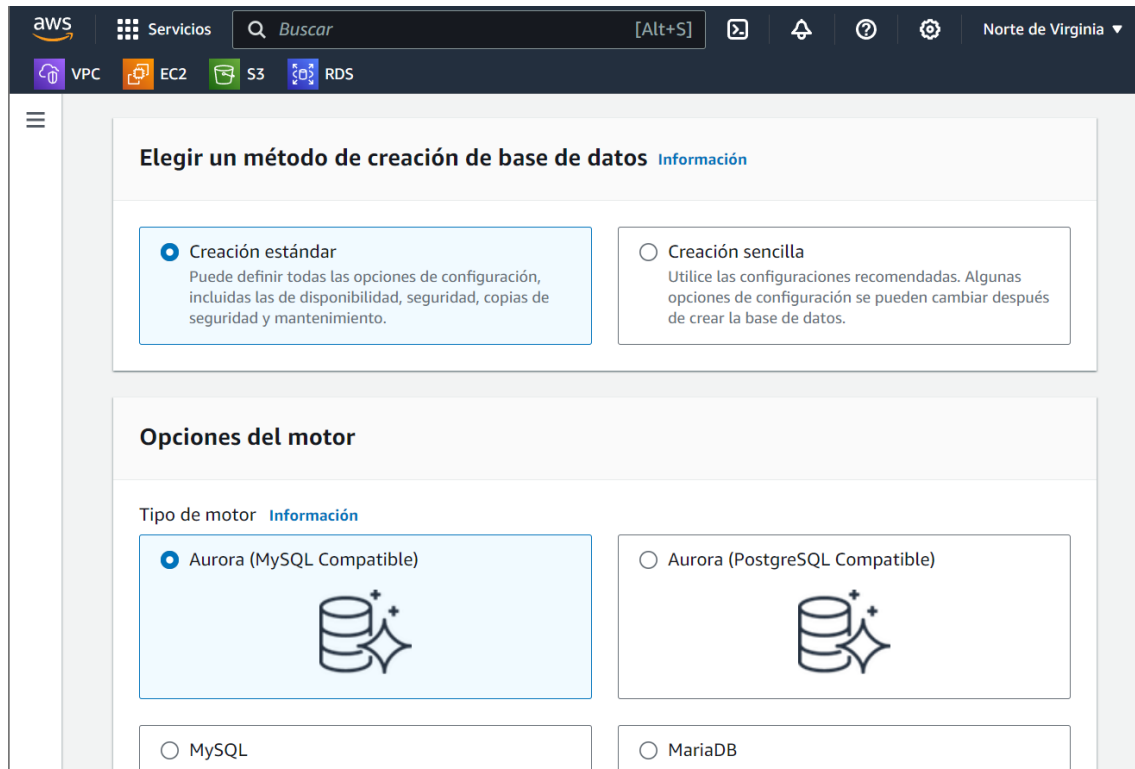 aws
Servicios
Buscar
[Alt+S]
Norte de Virginia
VPC
EC2
S3
RDS
Elegir un método de creación de base de datos Información
Creación estándar
Puede definir todas las opciones de configuración,
incluidas las de disponibilidad, seguridad, copias de
seguridad y mantenimiento.
Creación sencilla
Utilice las configuraciones recomendadas. Algunas
opciones de configuración se pueden cambiar después
de crear la base de datos.
Opciones del motor
Tipo de motor Información
Aurora (MySQL Compatible)
Aurora (PostgreSQL Compatible)
MySQL
MariaDB